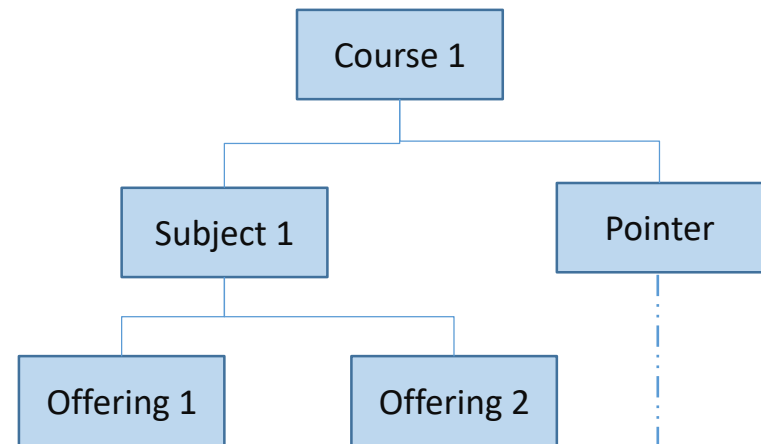 Course 1
Subject 1
Pointer
Offering 1
Offering 2